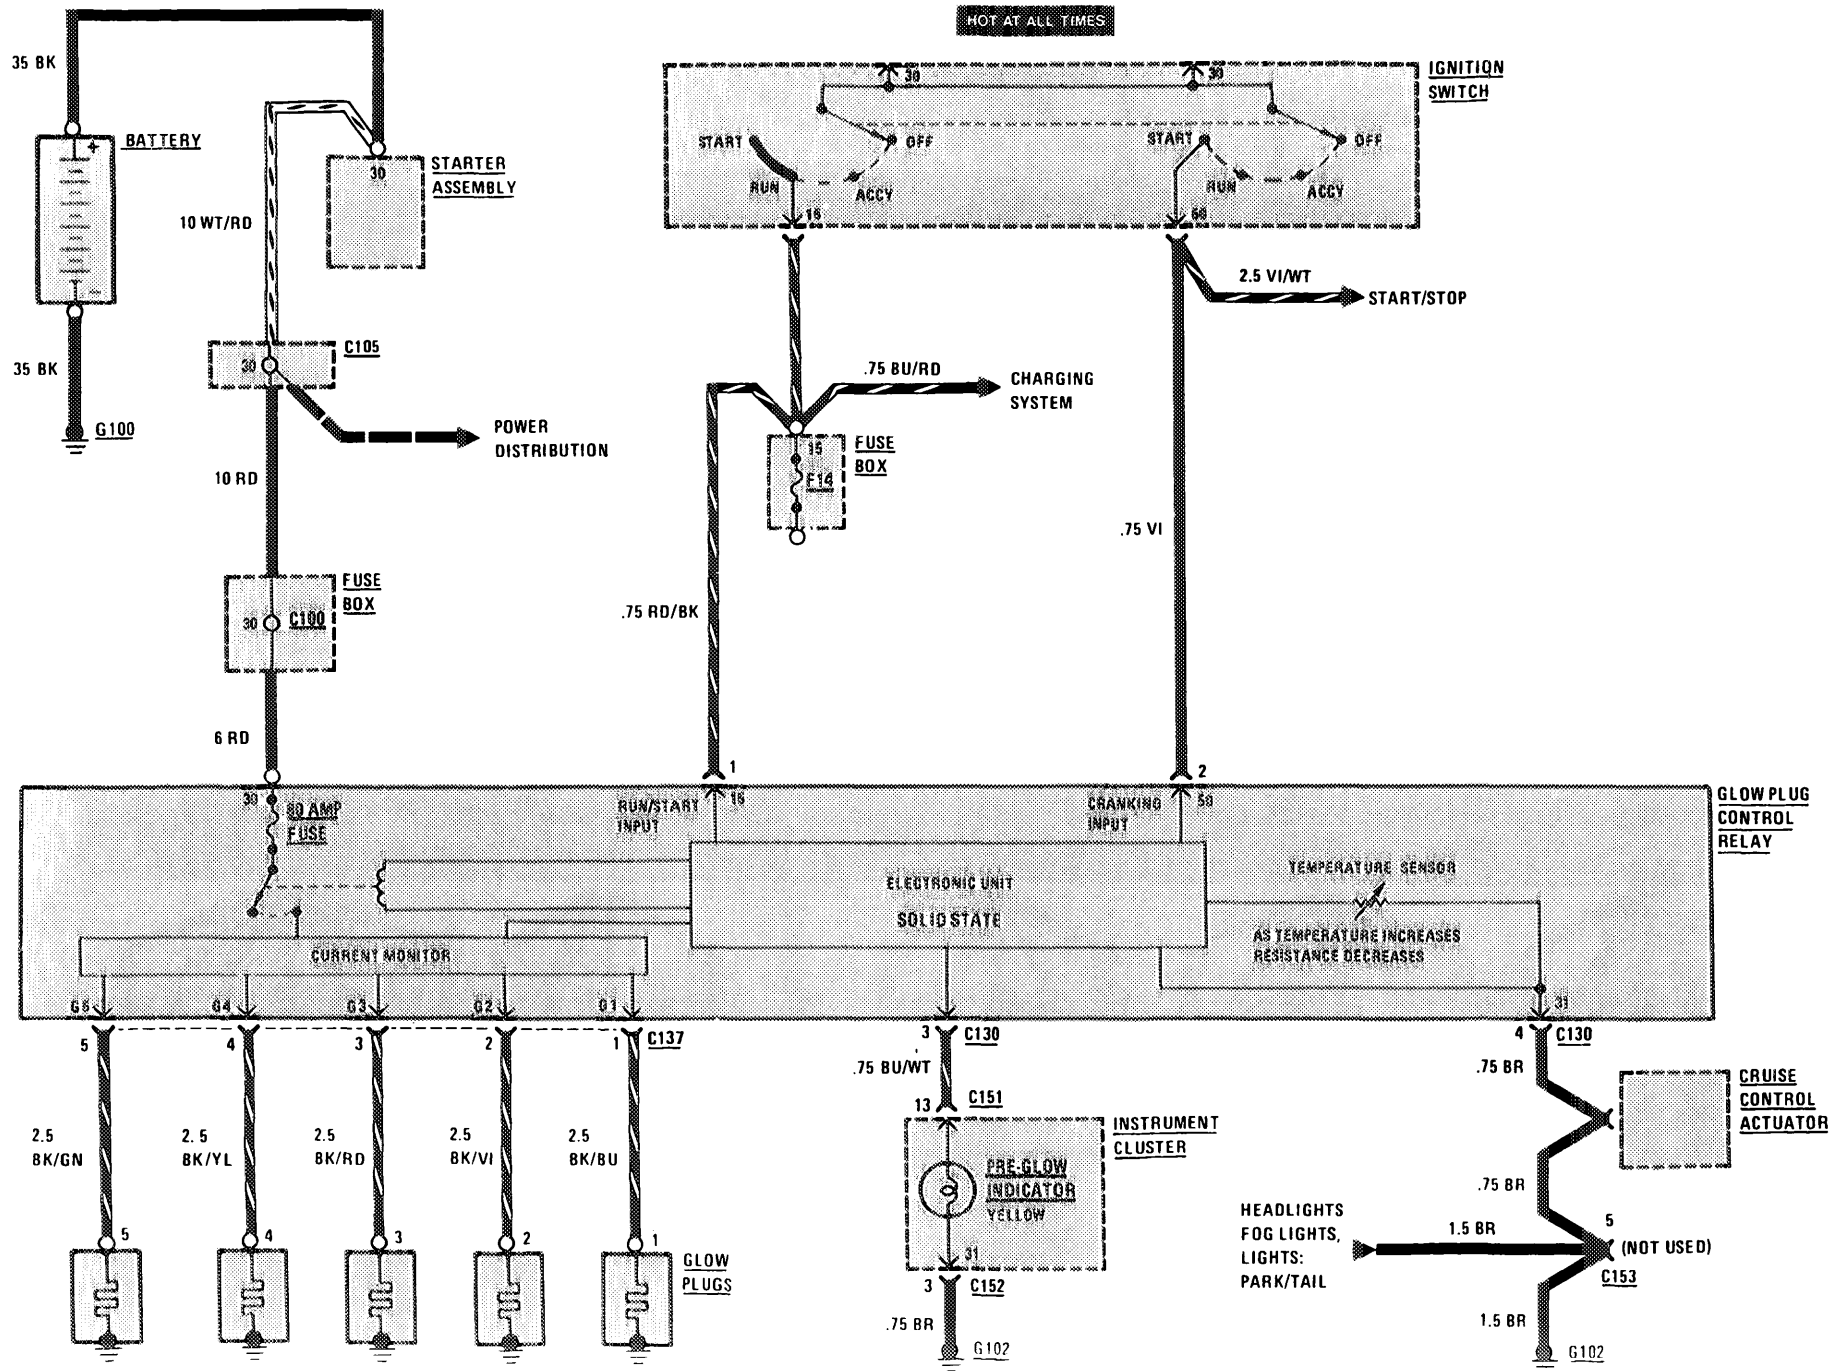 HOT AT ALL TIMES
35 BK
BATTERY
+
-
35 BK
G100
STARTER
ASSEMBLY
30
10 WT/RD
C105
30
POWER
DISTRIBUTION
10 RD
FUSE
BOX
30
C100
6 RD
IGNITION
SWITCH
30
30
START
OFF
RUN
ACCY
START
OFF
RUN
ACCY
16
2.5 VI/WT
START/STOP
.75 BU/RD
CHARGING
SYSTEM
FUSE
BOX
15
F14
.75 RD/BK
.75 VI
1
2
GLOW PLUG
CONTROL
RELAY
30
80 AMP
FUSE
RUN/START
INPUT
CRANKING
INPUT
50
ELECTRONIC UNIT
SOLID STATE
TEMPERATURE SENSOR
AS TEMPERATURE INCREASES
RESISTANCE DECREASES
CURRENT MONITOR
G5
G4
G3
G2
G1
31
5
4
3
2
1
C137
3
C130
4
C130
2.5
BK/GN
2.5
BK/YL
2.5
BK/RD
2.5
BK/VI
2.5
BK/BU
5
4
3
2
1
GLOW
PLUGS
.75 BU/WT
13
C151
INSTRUMENT
CLUSTER
PRE-GLOW
INDICATOR
YELLOW
31
3
C152
.75 BR
G102
.75 BR
CRUISE
CONTROL
ACTUATOR
.75 BR
HEADLIGHTS
FOG LIGHTS,
LIGHTS:
PARK/TAIL
1.5 BR
5
(NOT USED)
C153
1.5 BR
G102